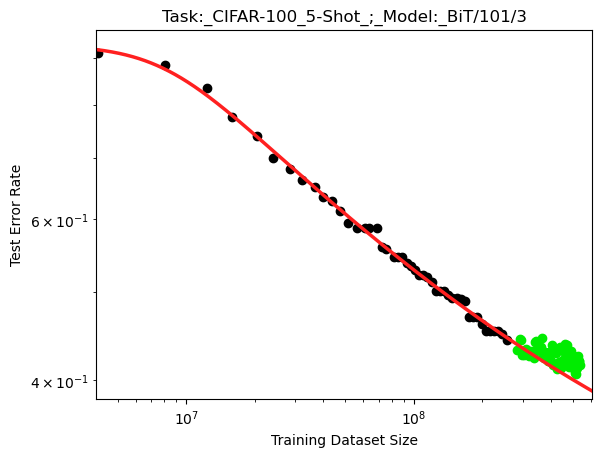 Task:_CIFAR-100_5-Shot_;_Model:_BiT/101/3
Test Error Rate
6 × 10⁻¹
4 × 10⁻¹
10⁷
10⁸
Training Dataset Size